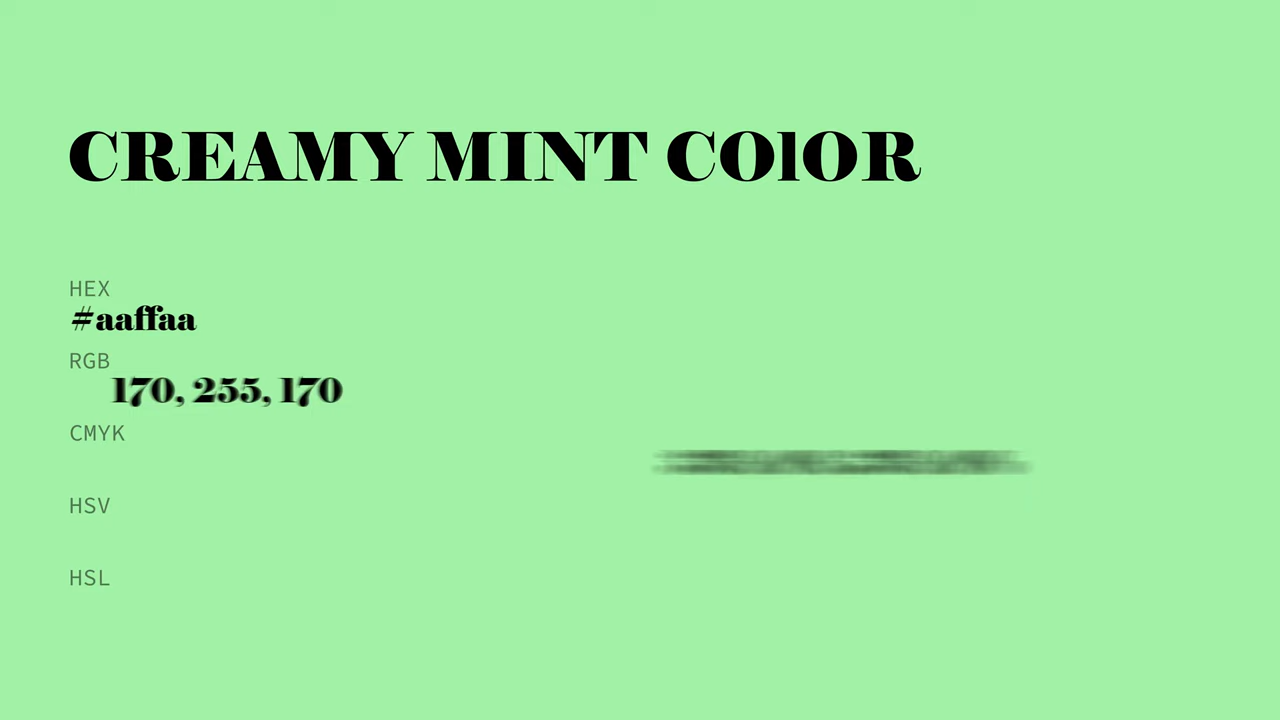 CREAMY MINT COlOR
HEX
#aaffaa
RGB
170, 255, 170
CMYK
HSV
HSL